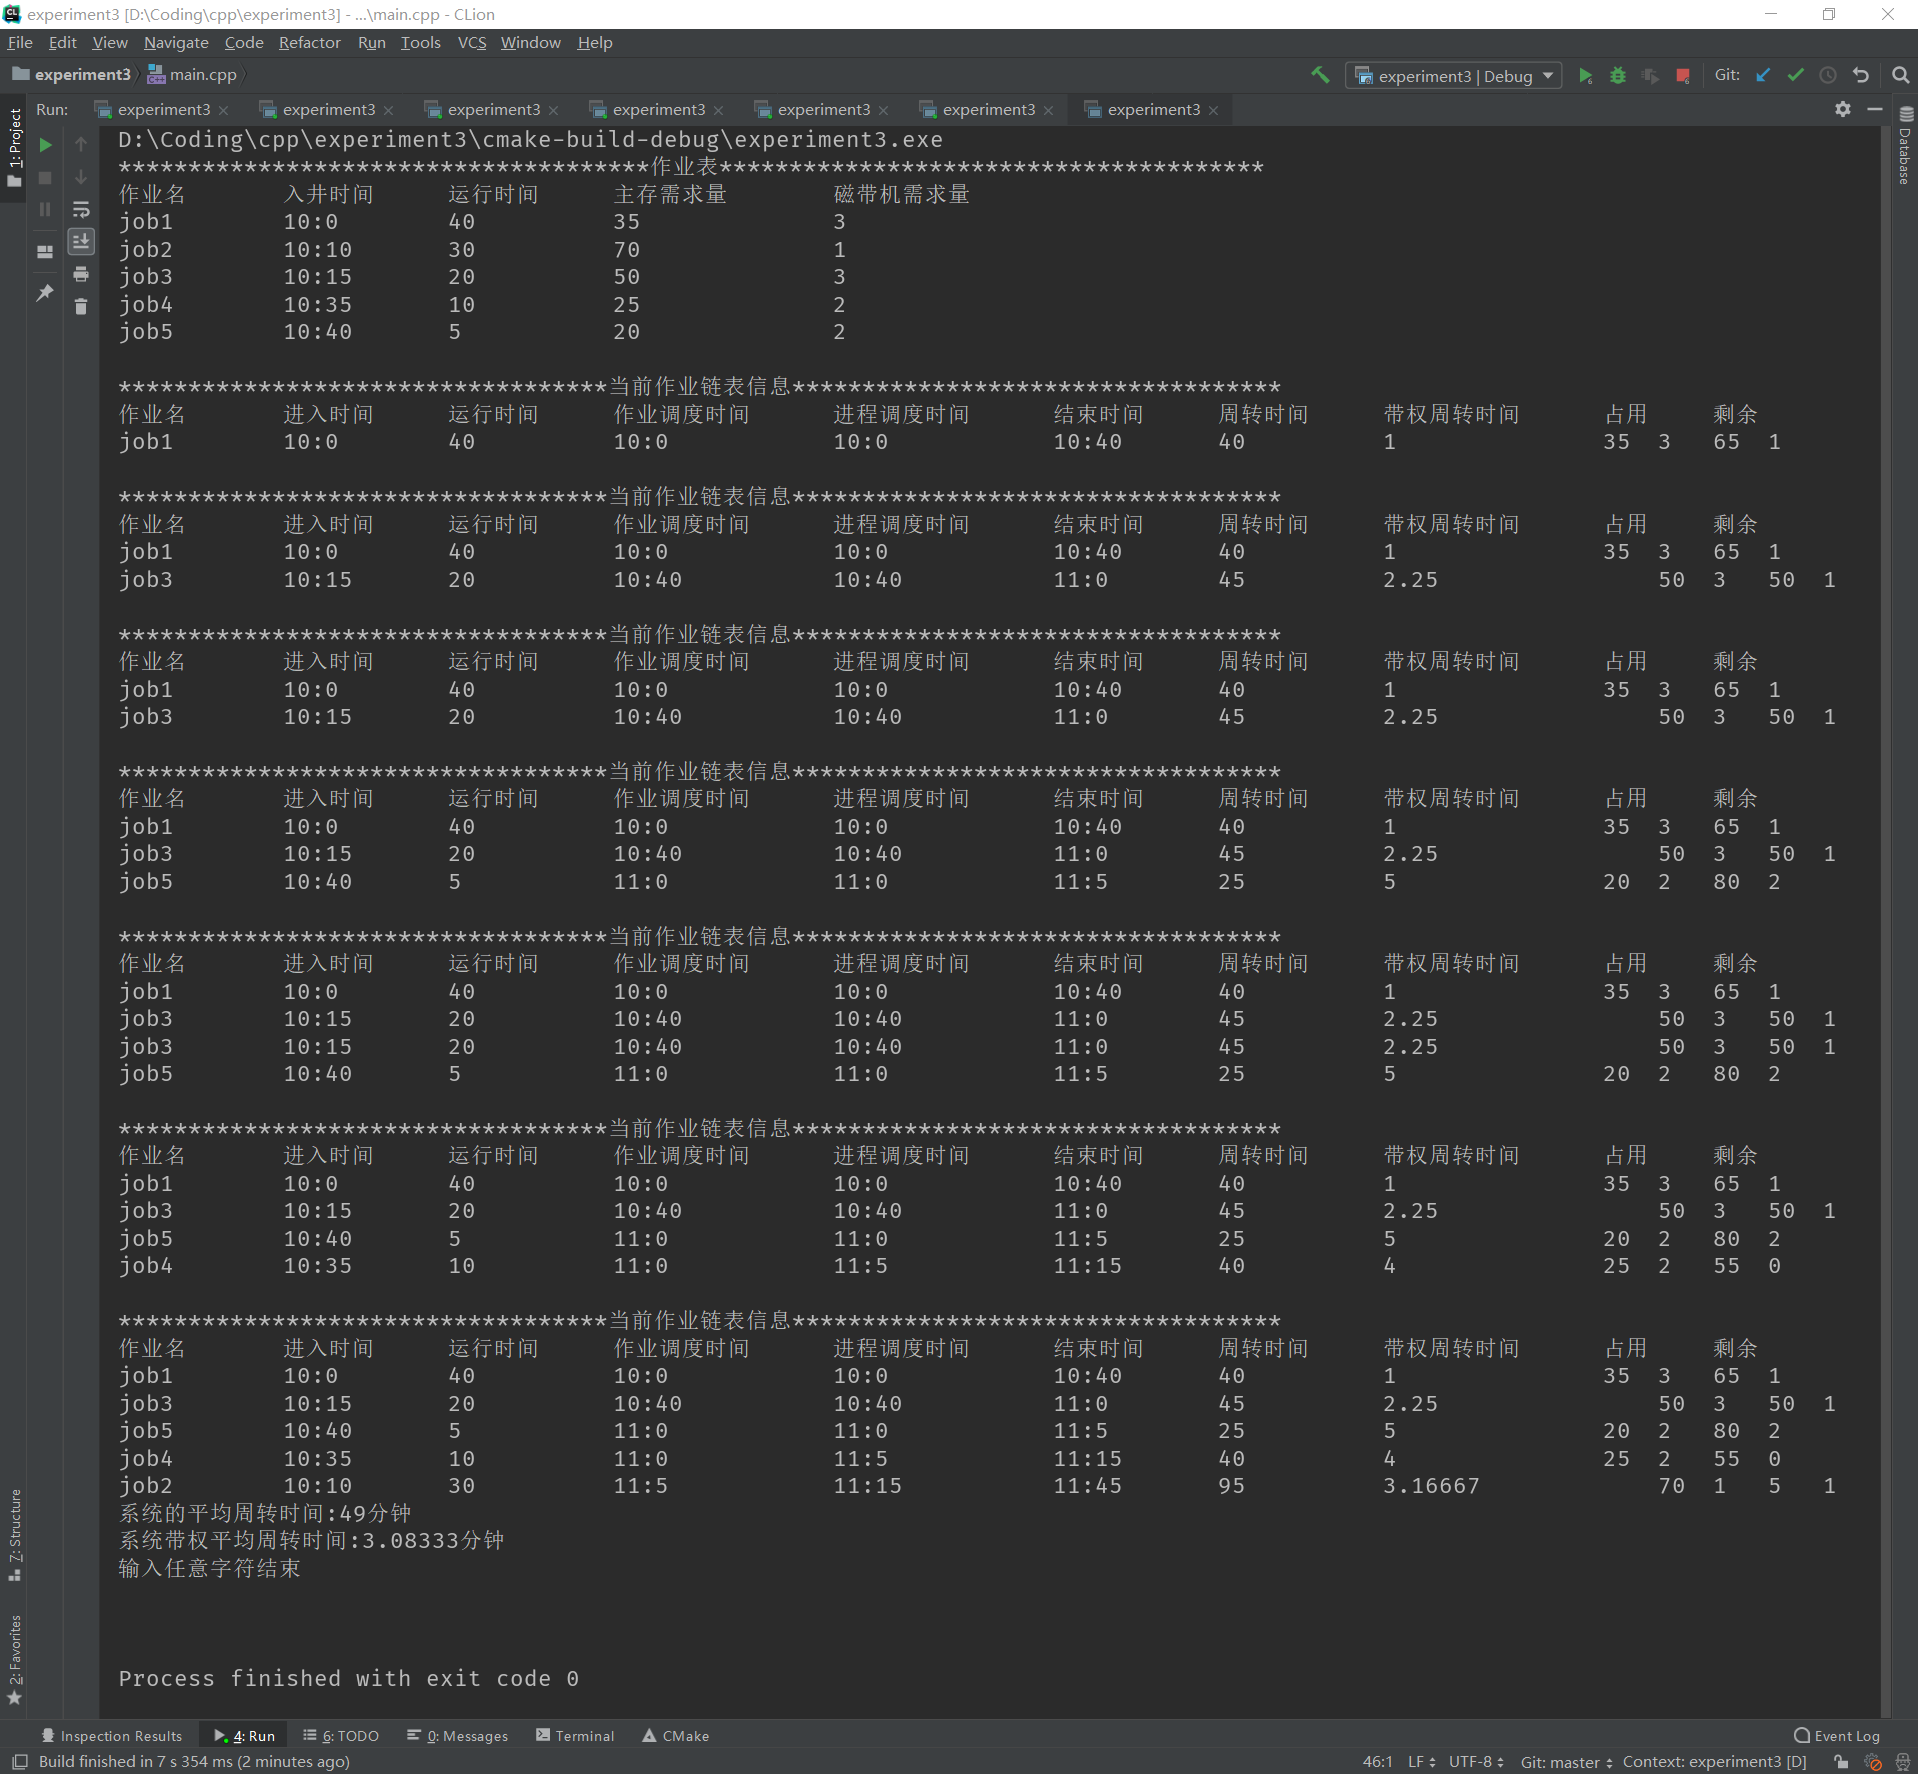 experiment3 [D:\Coding\cpp\experiment3] - ...\main.cpp - CLion
File Edit View Navigate Code Refactor Run Tools VCS Window Help
experiment3 main.cpp experiment3 | Debug Git:
Run: experiment3 experiment3 experiment3 experiment3 experiment3 experiment3 experiment3
1: Project
Database
D:\Coding\cpp\experiment3\cmake-build-debug\experiment3.exe
**************************************作业表***************************************
作业名 入井时间 运行时间 主存需求量 磁带机需求量
job1 10:0 40 35 3
job2 10:10 30 70 1
job3 10:15 20 50 3
job4 10:35 10 25 2
job5 10:40 5 20 2
***********************************当前作业链表信息***********************************
作业名 进入时间 运行时间 作业调度时间 进程调度时间 结束时间 周转时间 带权周转时间 占用 剩余
job1 10:0 40 10:0 10:0 10:40 40 1 35 3 65 1
***********************************当前作业链表信息***********************************
作业名 进入时间 运行时间 作业调度时间 进程调度时间 结束时间 周转时间 带权周转时间 占用 剩余
job1 10:0 40 10:0 10:0 10:40 40 1 35 3 65 1
job3 10:15 20 10:40 10:40 11:0 45 2.25 50 3 50 1
***********************************当前作业链表信息***********************************
作业名 进入时间 运行时间 作业调度时间 进程调度时间 结束时间 周转时间 带权周转时间 占用 剩余
job1 10:0 40 10:0 10:0 10:40 40 1 35 3 65 1
job3 10:15 20 10:40 10:40 11:0 45 2.25 50 3 50 1
***********************************当前作业链表信息***********************************
作业名 进入时间 运行时间 作业调度时间 进程调度时间 结束时间 周转时间 带权周转时间 占用 剩余
job1 10:0 40 10:0 10:0 10:40 40 1 35 3 65 1
job3 10:15 20 10:40 10:40 11:0 45 2.25 50 3 50 1
job5 10:40 5 11:0 11:0 11:5 25 5 20 2 80 2
***********************************当前作业链表信息***********************************
作业名 进入时间 运行时间 作业调度时间 进程调度时间 结束时间 周转时间 带权周转时间 占用 剩余
job1 10:0 40 10:0 10:0 10:40 40 1 35 3 65 1
job3 10:15 20 10:40 10:40 11:0 45 2.25 50 3 50 1
job3 10:15 20 10:40 10:40 11:0 45 2.25 50 3 50 1
job5 10:40 5 11:0 11:0 11:5 25 5 20 2 80 2
***********************************当前作业链表信息***********************************
作业名 进入时间 运行时间 作业调度时间 进程调度时间 结束时间 周转时间 带权周转时间 占用 剩余
job1 10:0 40 10:0 10:0 10:40 40 1 35 3 65 1
job3 10:15 20 10:40 10:40 11:0 45 2.25 50 3 50 1
job5 10:40 5 11:0 11:0 11:5 25 5 20 2 80 2
job4 10:35 10 11:0 11:5 11:15 40 4 25 2 55 0
***********************************当前作业链表信息***********************************
作业名 进入时间 运行时间 作业调度时间 进程调度时间 结束时间 周转时间 带权周转时间 占用 剩余
job1 10:0 40 10:0 10:0 10:40 40 1 35 3 65 1
job3 10:15 20 10:40 10:40 11:0 45 2.25 50 3 50 1
job5 10:40 5 11:0 11:0 11:5 25 5 20 2 80 2
job4 10:35 10 11:0 11:5 11:15 40 4 25 2 55 0
job2 10:10 30 11:5 11:15 11:45 95 3.16667 70 1 5 1
系统的平均周转时间:49分钟
系统带权平均周转时间:3.08333分钟
输入任意字符结束
Process finished with exit code 0
7: Structure
2: Favorites
Inspection Results 4: Run 6: TODO 0: Messages Terminal CMake Event Log
Build finished in 7 s 354 ms (2 minutes ago) 46:1 LF UTF-8 Git: master Context: experiment3 [D]